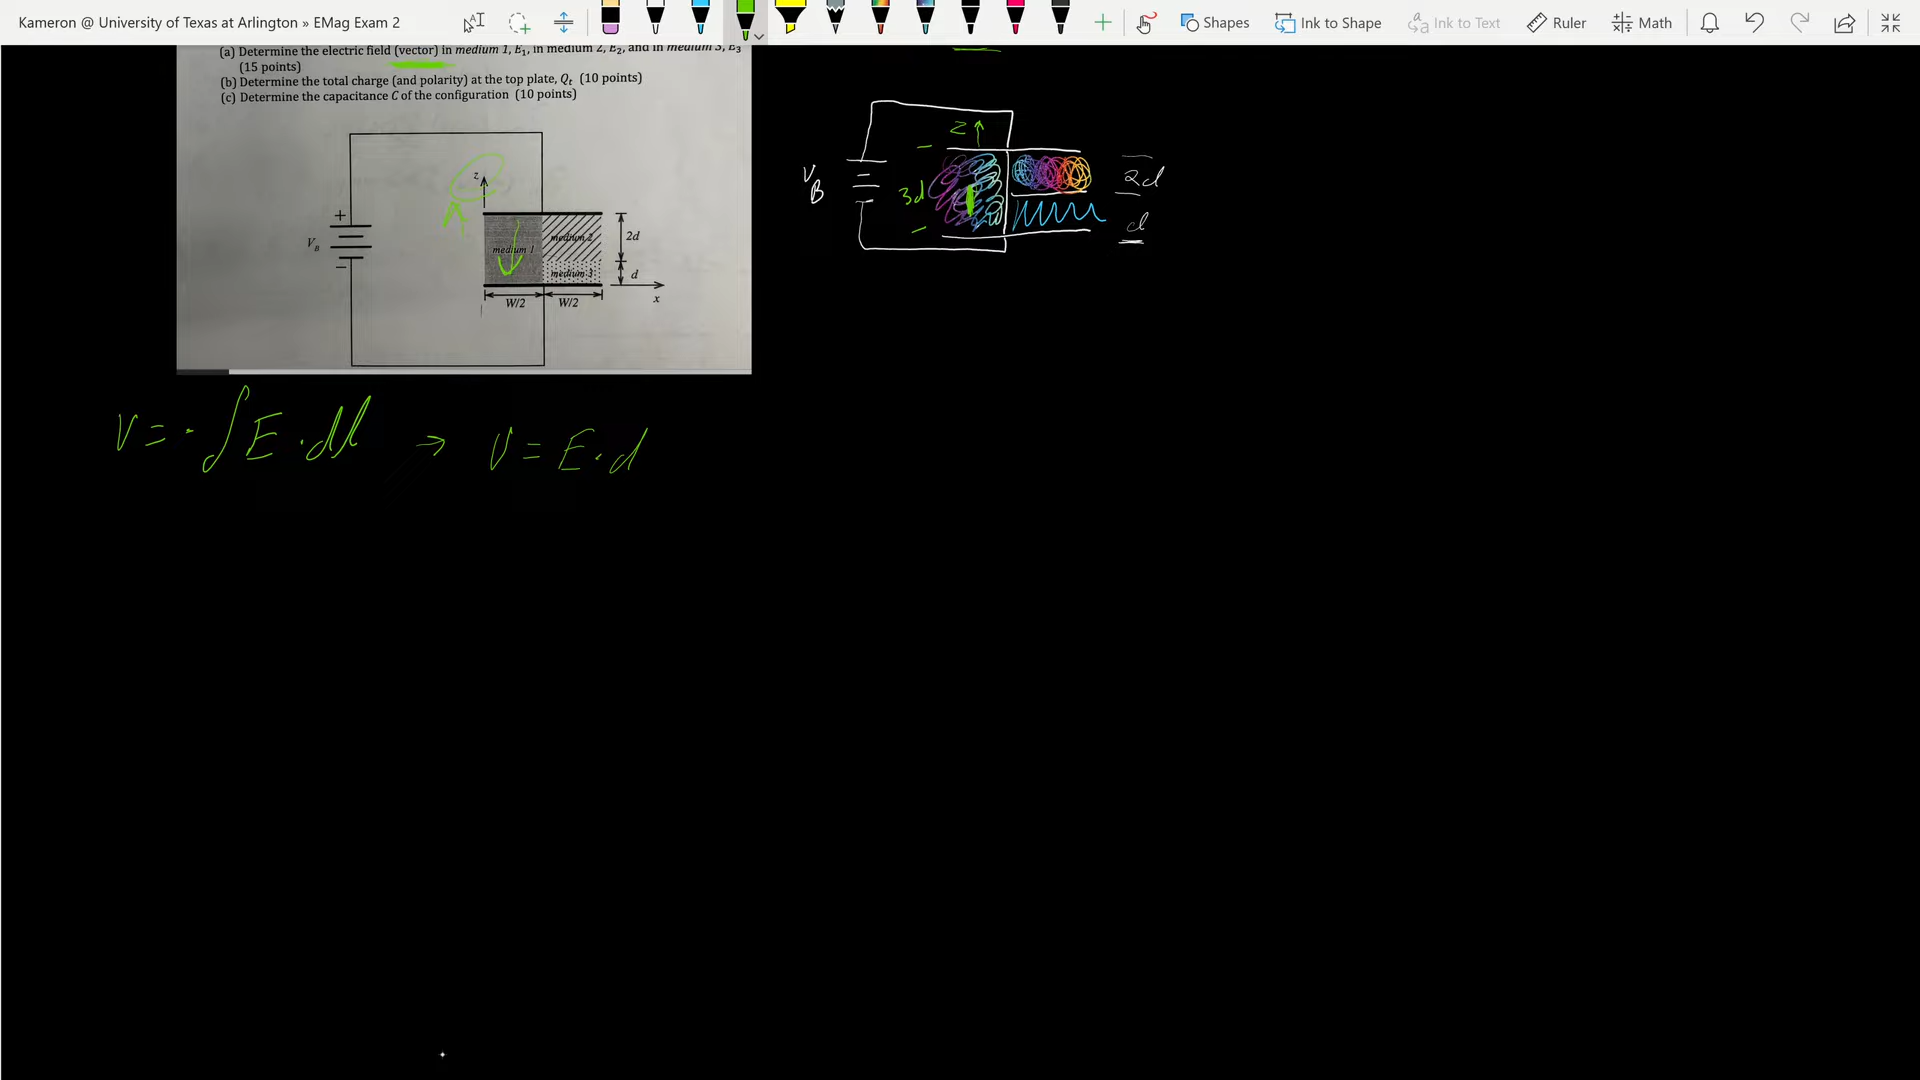 Kameron @ University of Texas at Arlington » EMag Exam 2
Shapes
Ink to Shape
Ink to Text
Ruler
Math
(a) Determine the electric field (vector) in medium 1, E₁, in medium 2, E₂, and in medium 3, E₃
(15 points)
(b) Determine the total charge (and polarity) at the top plate, Qt (10 points)
(c) Determine the capacitance C of the configuration (10 points)
z
+
VB
−
medium 1
medium 2
medium 3
2d
d
W/2
W/2
x
z
VB
3d
2d
d
V = - ∫ E · dl → V = E · d